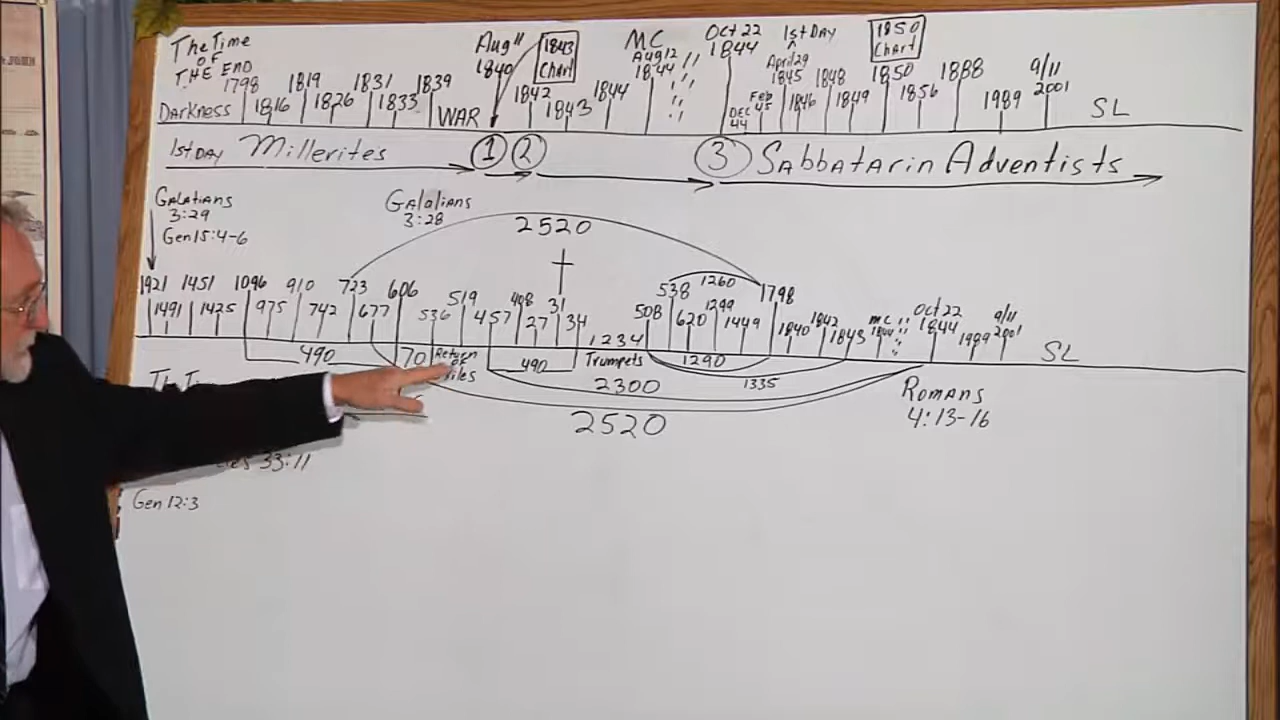 The Time
of
THE END
1798
1819
1831
1839
Aug 11
1840
1843
Chart
MC
Aug 12
1844
Oct 22
1844
1st Day
April 29
1845
1848
1850
Chart
1850
1888
9/11
2001
Darkness
1816
1826
1833
WAR
1842
1843
1844
DEC
44
Feb
45
1846
1849
1856
1989
SL
1st DAY Millerites
1
2
3
Sabbatarin Adventists
Galatians
3:29
Gen 15:4-6
Galalians
3:28
2520
1921
1451
1096
910
723
606
519
498
31
538
1260
1798
1491
1425
975
742
677
536
457
27
34
1234
508
620
1299
1449
1840
1842
1843
MC
1844
Oct 22
1844
1989
9/11
2001
SL
490
70
Return
of
490
Trumpets
1290
2300
1335
2520
Romans
4:13-16
33:11
Gen 12:3